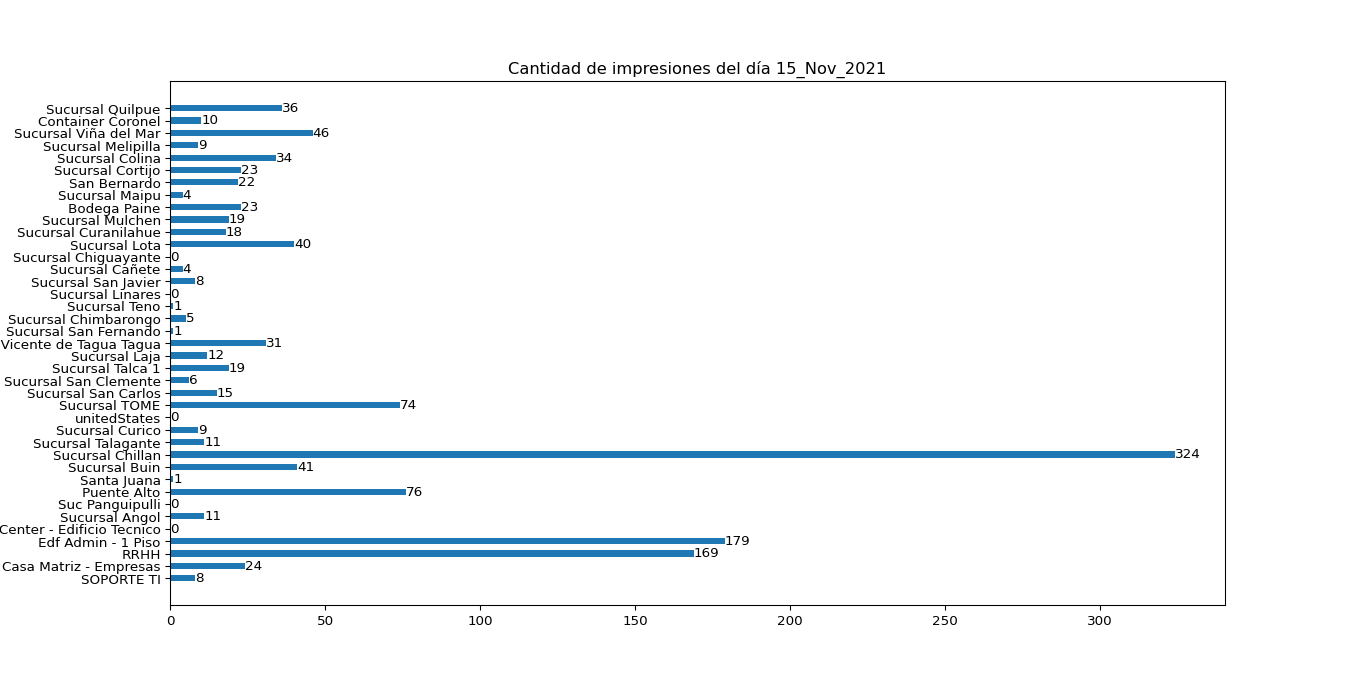 Cantidad de impresiones del día 15_Nov_2021
Sucursal Quilpue 36
Container Coronel 10
Sucursal Viña del Mar 46
Sucursal Melipilla 9
Sucursal Colina 34
Sucursal Cortijo 23
San Bernardo 22
Sucursal Maipu 4
Bodega Paine 23
Sucursal Mulchen 19
Sucursal Curanilahue 18
Sucursal Lota 40
Sucursal Chiguayante 0
Sucursal Cañete 4
Sucursal San Javier 8
Sucursal Linares 0
Sucursal Teno 1
Sucursal Chimbarongo 5
Sucursal San Fernando 1
Vicente de Tagua Tagua 31
Sucursal Laja 12
Sucursal Talca 1 19
Sucursal San Clemente 6
Sucursal San Carlos 15
Sucursal TOME 74
unitedStates 0
Sucursal Curico 9
Sucursal Talagante 11
Sucursal Chillan 324
Sucursal Buin 41
Santa Juana 1
Puente Alto 76
Suc Panguipulli 0
Sucursal Angol 11
Center - Edificio Tecnico 0
Edf Admin - 1 Piso 179
RRHH 169
Casa Matriz - Empresas 24
SOPORTE TI 8
0 50 100 150 200 250 300